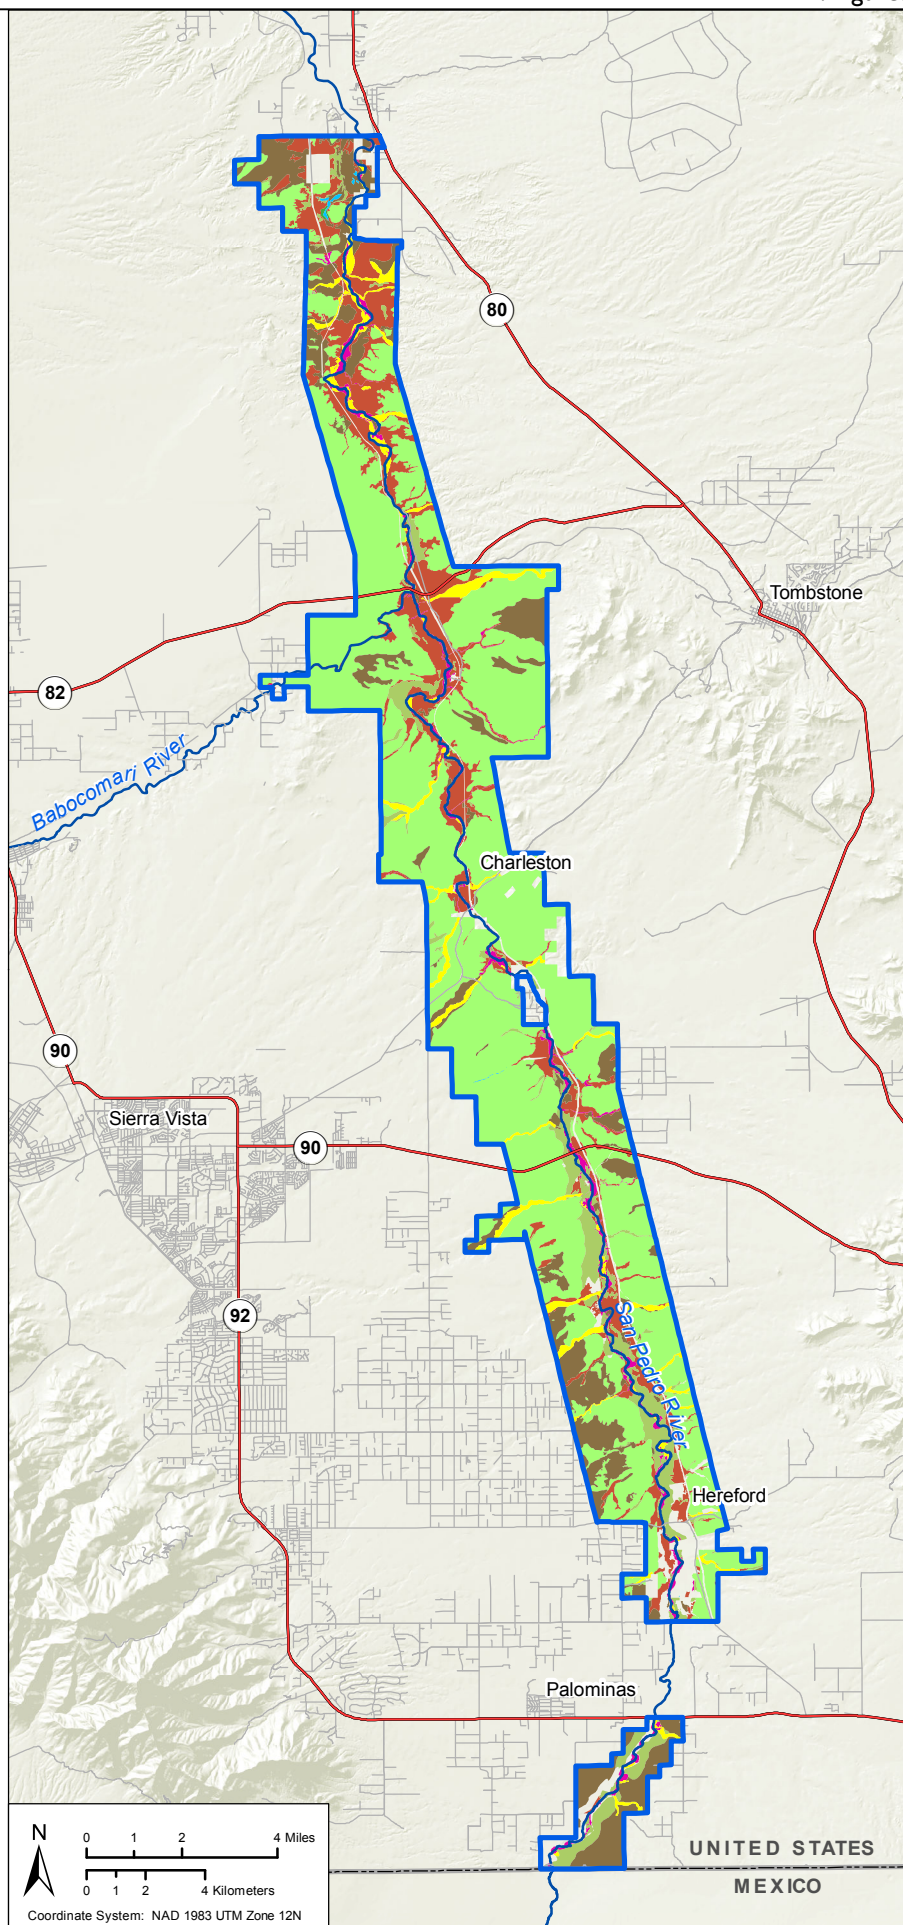 80
Tombstone
82
Babocomari River
Charleston
90
Sierra Vista
90
92
San Pedro River
Hereford
Palominas
N
0 1 2 4 Miles
0 1 2 4 Kilometers
Coordinate System: NAD 1983 UTM Zone 12N
UNITED STATES
MEXICO